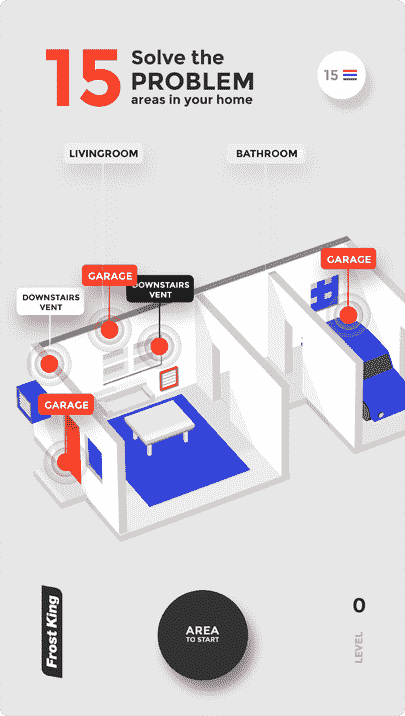 15
Solve the
PROBLEM
areas in your home
15
LIVINGROOM
BATHROOM
GARAGE
GARAGE
DOWNSTAIRS
VENT
DOWNSTAIRS
VENT
GARAGE
Frost King
AREA
TO START
0
LEVEL